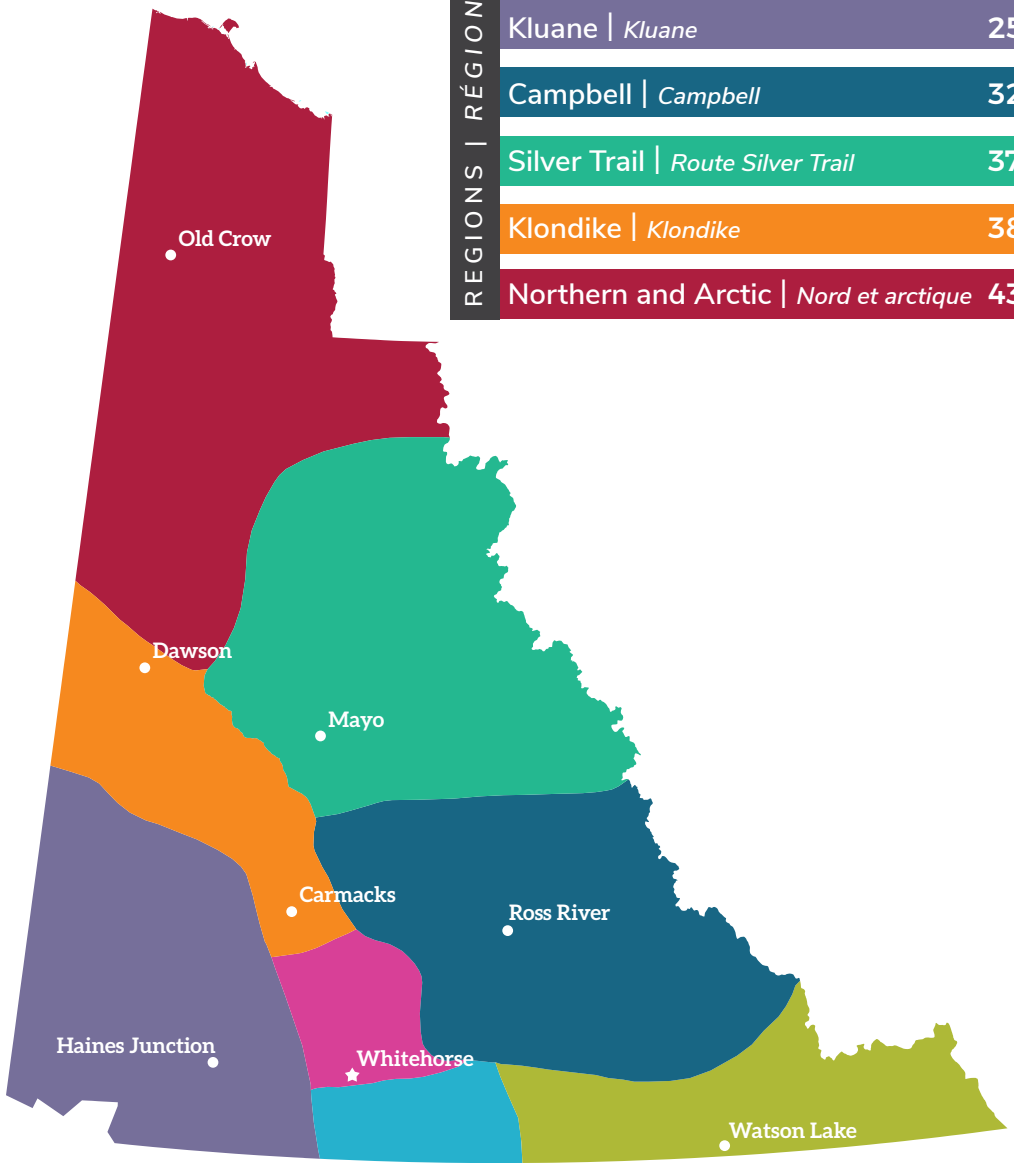 REGIONS | RÉGION
Kluane | Kluane 25
Campbell | Campbell 32
Silver Trail | Route Silver Trail 37
Klondike | Klondike 38
Northern and Arctic | Nord et arctique 43
Old Crow
Dawson
Mayo
Carmacks
Ross River
Haines Junction
Whitehorse
Watson Lake